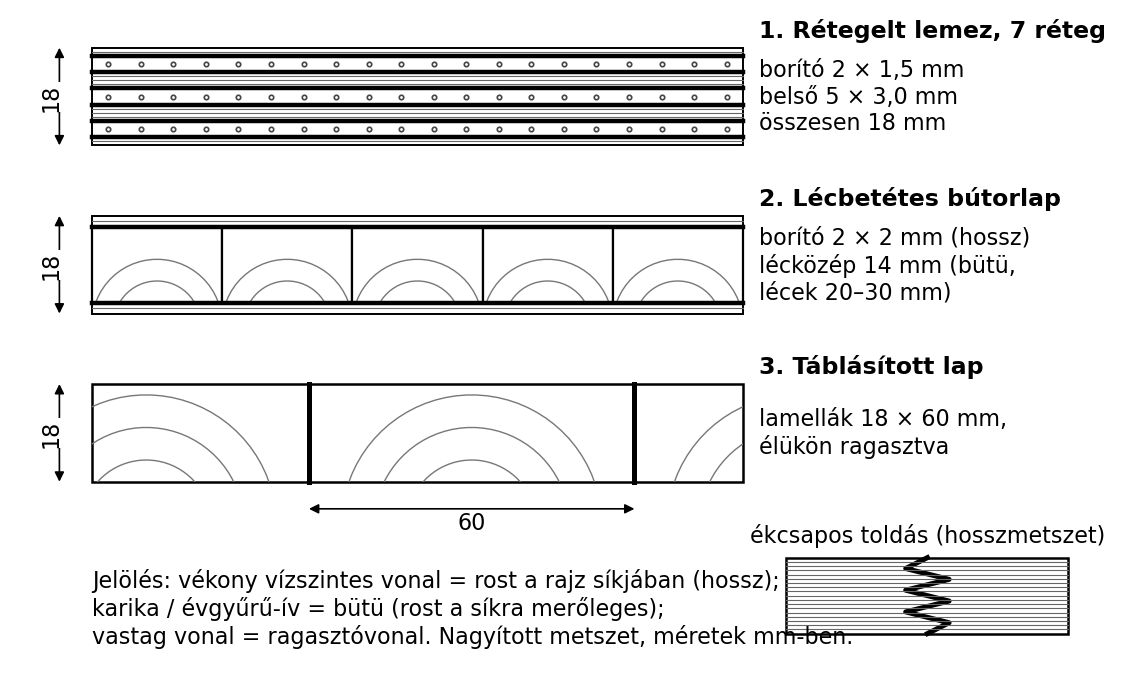 1. Rétegelt lemez, 7 réteg
borító 2 × 1,5 mm
belső 5 × 3,0 mm
összesen 18 mm
18
2. Lécbetétes bútorlap
borító 2 × 2 mm (hossz)
lécközép 14 mm (bütü,
lécek 20–30 mm)
18
3. Táblásított lap
lamellák 18 × 60 mm,
élükön ragasztva
18
60
ékcsapos toldás (hosszmetszet)
Jelölés: vékony vízszintes vonal = rost a rajz síkjában (hossz);
karika / évgyűrű-ív = bütü (rost a síkra merőleges);
vastag vonal = ragasztóvonal. Nagyított metszet, méretek mm-ben.